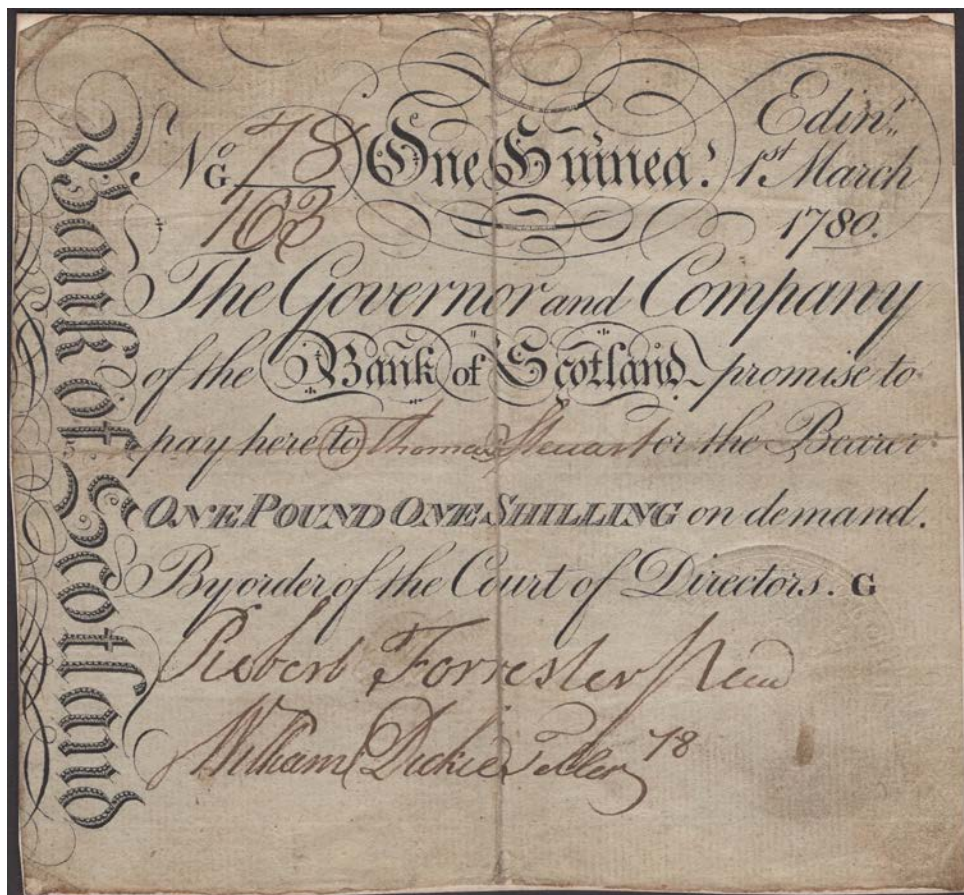 Bank of Scotland
No G 78/163 One Guinea. Edinr. 1st March 1780.
The Governor and Company
of the Bank of Scotland promise to
pay here to Thomas Steuart or the Bearer
ONE POUND ONE SHILLING on demand.
By order of the Court of Directors. G
Robert Forrester
William Dickie Teller 78